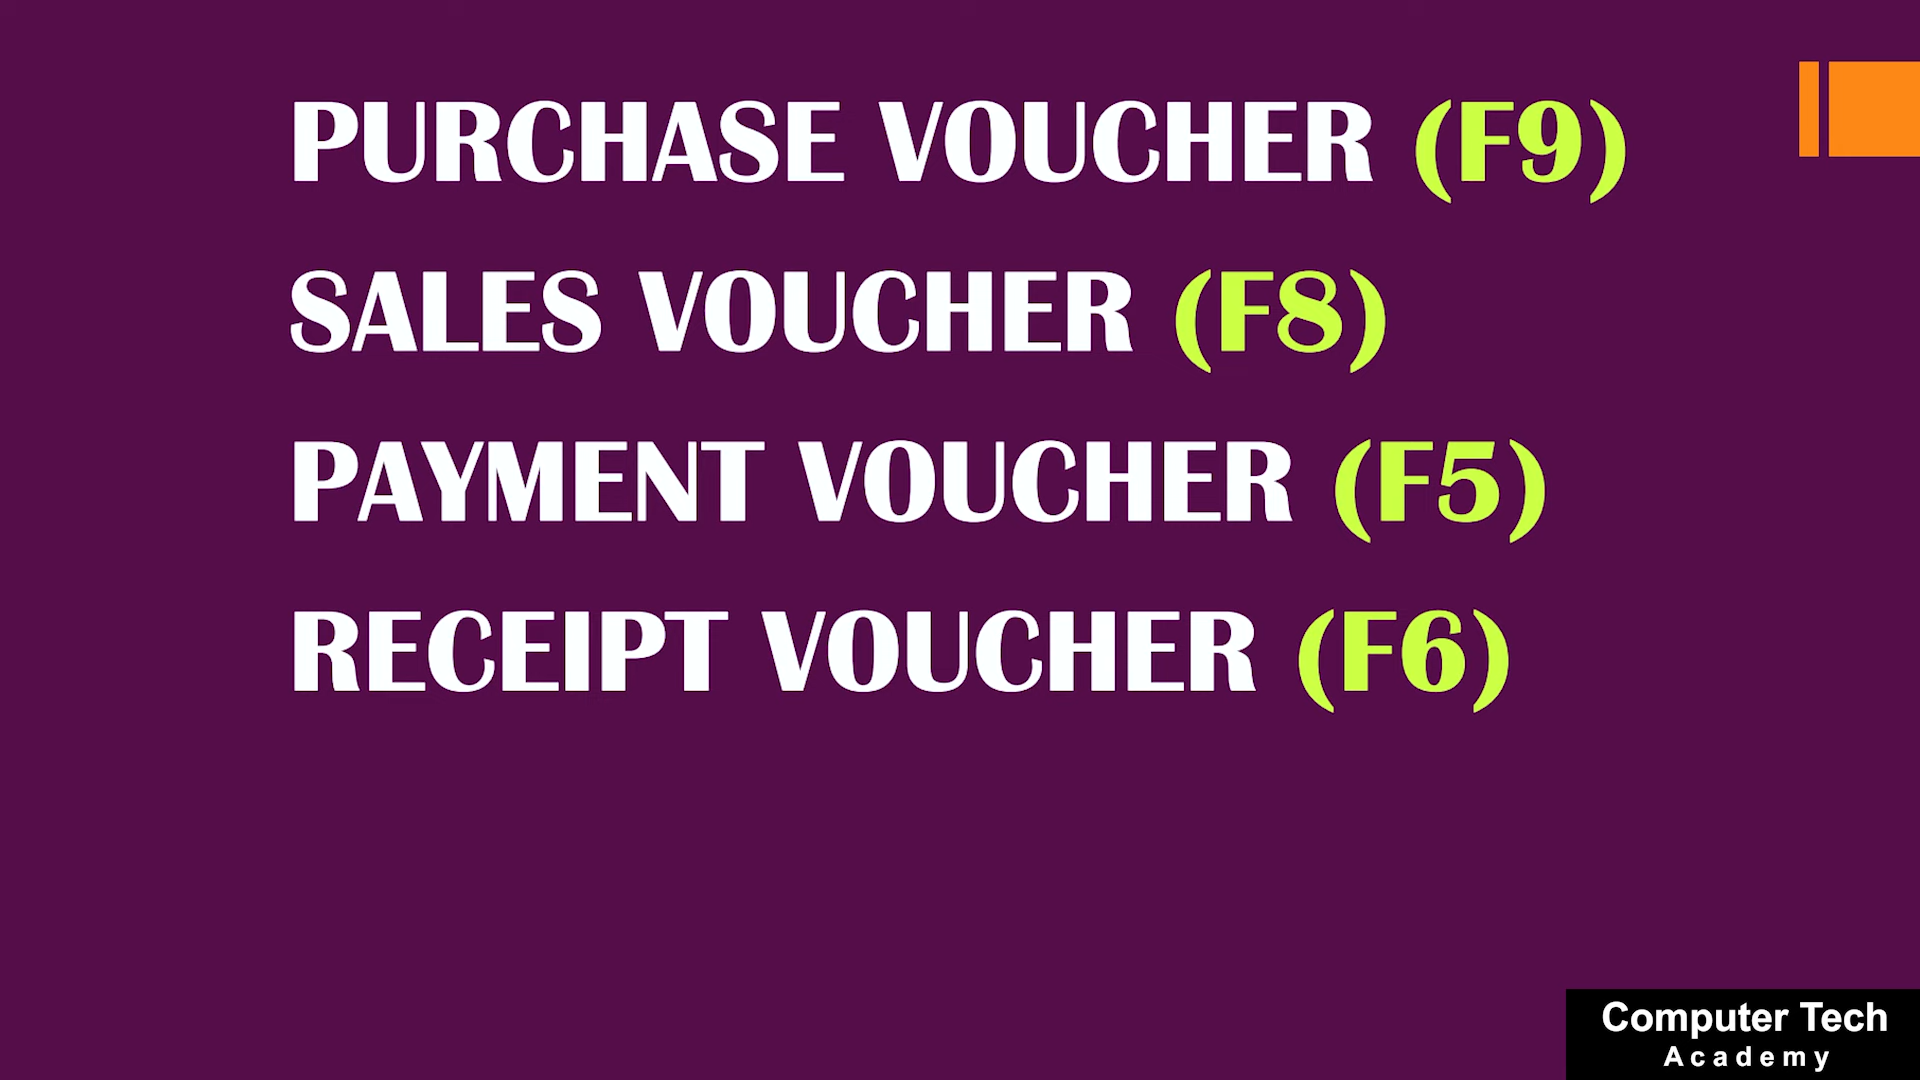 PURCHASE VOUCHER (F9)
SALES VOUCHER (F8)
PAYMENT VOUCHER (F5)
RECEIPT VOUCHER (F6)
Computer Tech
Academy